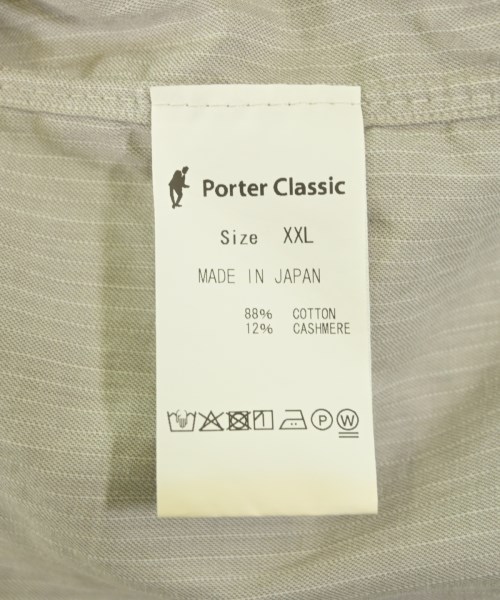 Porter Classic
Size XXL
MADE IN JAPAN
88% COTTON
12% CASHMERE
P W